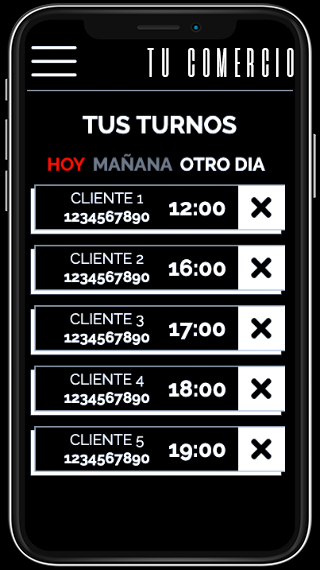 TU COMERCIO
TUS TURNOS
HOY MAÑANA OTRO DIA
CLIENTE 1
1234567890
12:00
CLIENTE 2
1234567890
16:00
CLIENTE 3
1234567890
17:00
CLIENTE 4
1234567890
18:00
CLIENTE 5
1234567890
19:00